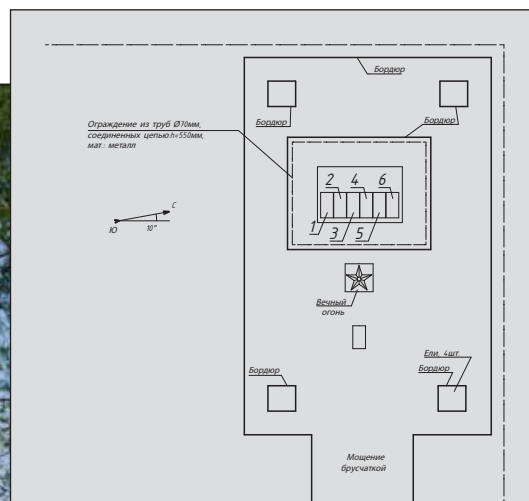 Бордюр
Бордюр
Бордюр
Ограждение из труб Ø70мм,
соединенных цепью:h=550мм,
мат.: металл
2 4 6
1 3 5
С
Ю
10°
Вечный
огонь
Ели, 4шт.
Бордюр
Бордюр
Мощение
брусчаткой